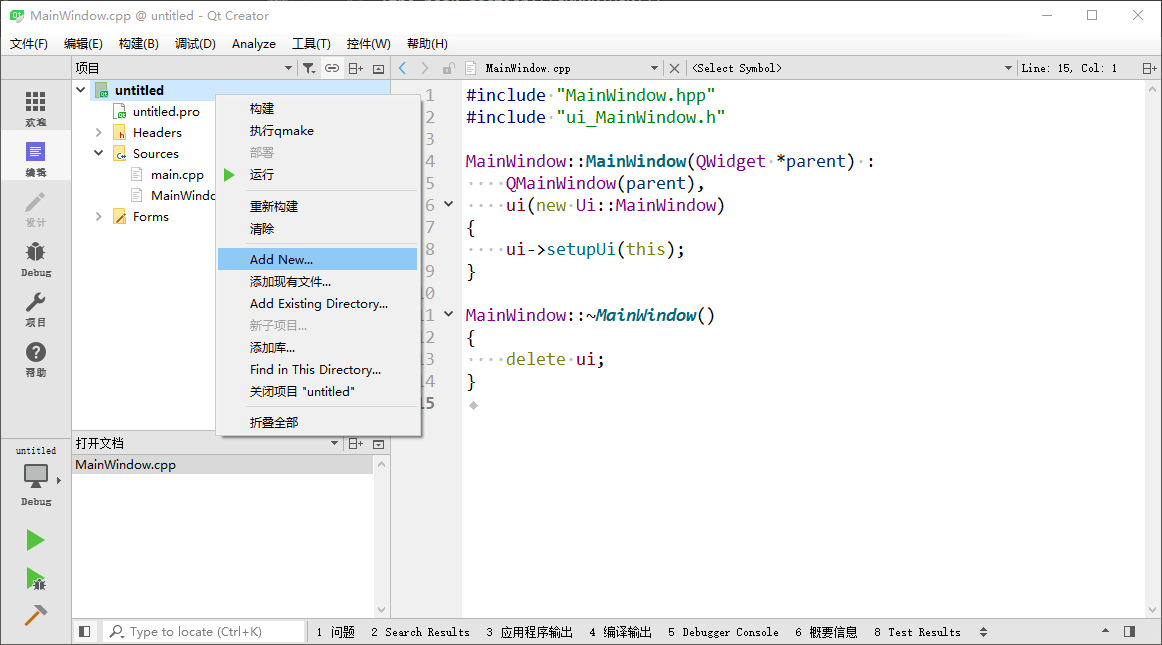 MainWindow.cpp @ untitled - Qt Creator
文件(F) 编辑(E) 构建(B) 调试(D) Analyze 工具(T) 控件(W) 帮助(H)
项目
MainWindow.cpp
<Select Symbol>
Line: 15, Col: 1
欢迎
编辑
设计
Debug
项目
帮助
untitled
Debug
untitled
untitled.pro
Headers
Sources
main.cpp
MainWindo
Forms
构建
执行qmake
部署
运行
重新构建
清除
Add New...
添加现有文件...
Add Existing Directory...
新子项目...
添加库...
Find in This Directory...
关闭项目 "untitled"
折叠全部
打开文档
MainWindow.cpp
1 #include "MainWindow.hpp"
2 #include "ui_MainWindow.h"
3
4 MainWindow::MainWindow(QWidget *parent) :
5 ····QMainWindow(parent),
6 ····ui(new Ui::MainWindow)
7 {
8 ····ui->setupUi(this);
9 }
10
11 MainWindow::~MainWindow()
12 {
13 ····delete ui;
14 }
15
Type to locate (Ctrl+K)
1 问题 2 Search Results 3 应用程序输出 4 编译输出 5 Debugger Console 6 概要信息 8 Test Results